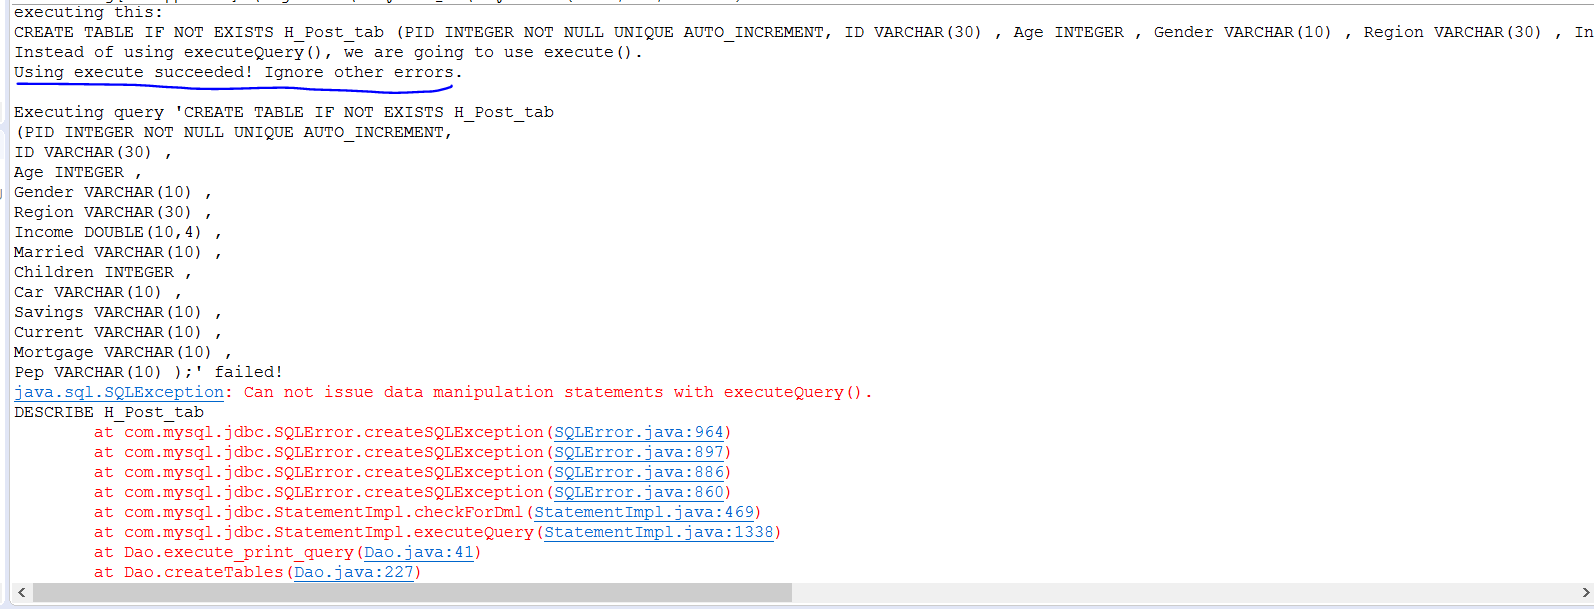 executing this:
CREATE TABLE IF NOT EXISTS H_Post_tab (PID INTEGER NOT NULL UNIQUE AUTO_INCREMENT, ID VARCHAR(30) , Age INTEGER , Gender VARCHAR(10) , Region VARCHAR(30) , In
Instead of using executeQuery(), we are going to use execute().
Using execute succeeded! Ignore other errors.
Executing query 'CREATE TABLE IF NOT EXISTS H_Post_tab
(PID INTEGER NOT NULL UNIQUE AUTO_INCREMENT,
ID VARCHAR(30) ,
Age INTEGER ,
Gender VARCHAR(10) ,
Region VARCHAR(30) ,
Income DOUBLE(10,4) ,
Married VARCHAR(10) ,
Children INTEGER ,
Car VARCHAR(10) ,
Savings VARCHAR(10) ,
Current VARCHAR(10) ,
Mortgage VARCHAR(10) ,
Pep VARCHAR(10) );' failed!
java.sql.SQLException: Can not issue data manipulation statements with executeQuery().
DESCRIBE H_Post_tab
at com.mysql.jdbc.SQLError.createSQLException(SQLError.java:964)
at com.mysql.jdbc.SQLError.createSQLException(SQLError.java:897)
at com.mysql.jdbc.SQLError.createSQLException(SQLError.java:886)
at com.mysql.jdbc.SQLError.createSQLException(SQLError.java:860)
at com.mysql.jdbc.StatementImpl.checkForDml(StatementImpl.java:469)
at com.mysql.jdbc.StatementImpl.executeQuery(StatementImpl.java:1338)
at Dao.execute_print_query(Dao.java:41)
at Dao.createTables(Dao.java:227)